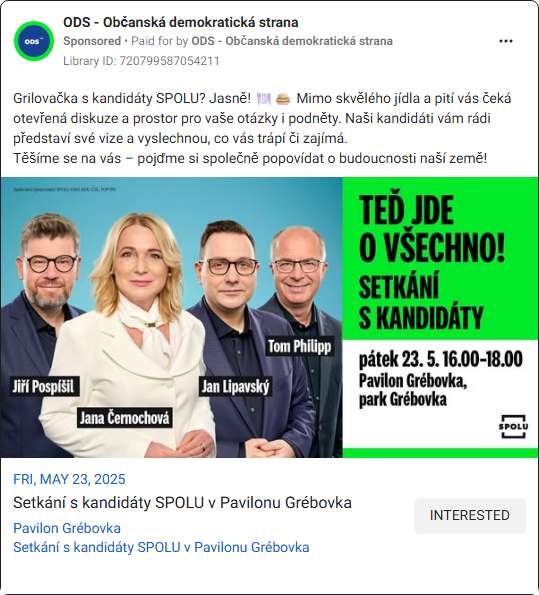 ODS - Občanská demokratická strana
Sponsored • Paid for by ODS - Občanská demokratická strana
Library ID: 720799587054211
ODS
Grilovačka s kandidáty SPOLU? Jasně! 🍽️ 🍔 Mimo skvělého jídla a pití vás čeká
otevřená diskuze a prostor pro vaše otázky i podněty. Naši kandidáti vám rádi
představí své vize a vyslechnou, co vás trápí či zajímá.
Těšíme se na vás – pojďme si společně popovídat o budoucnosti naší země!
TEĎ JDE
O VŠECHNO!
SETKÁNÍ
S KANDIDÁTY
pátek 23. 5. 16.00–18.00
Pavilon Grébovka,
park Grébovka
SPOLU
Jiří Pospíšil
Jana Černochová
Jan Lipavský
Tom Philipp
FRI, MAY 23, 2025
Setkání s kandidáty SPOLU v Pavilonu Grébovka
Pavilon Grébovka
Setkání s kandidáty SPOLU v Pavilonu Grébovka
INTERESTED